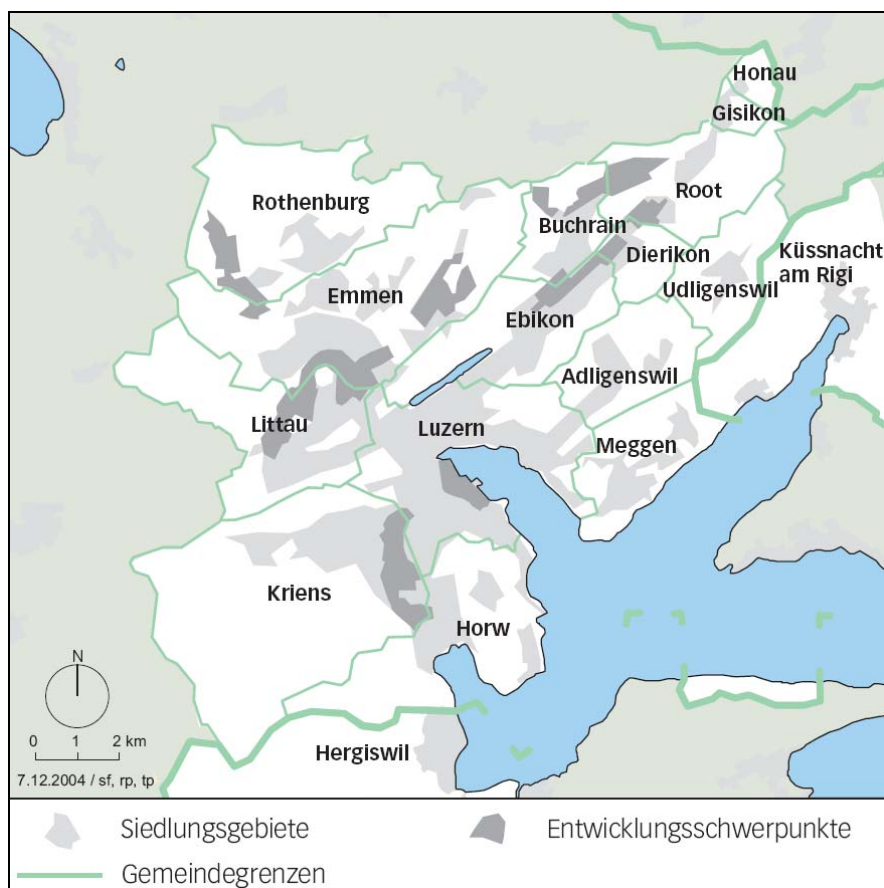 Honau
Gisikon
Root
Rothenburg
Buchrain
Dierikon
Küssnacht
am Rigi
Udligenswil
Emmen
Ebikon
Adligenswil
Littau
Luzern
Meggen
Kriens
Horw
N
0 1 2 km
Hergiswil
7.12.2004 / sf, rp, tp
Siedlungsgebiete
Entwicklungsschwerpunkte
Gemeindegrenzen